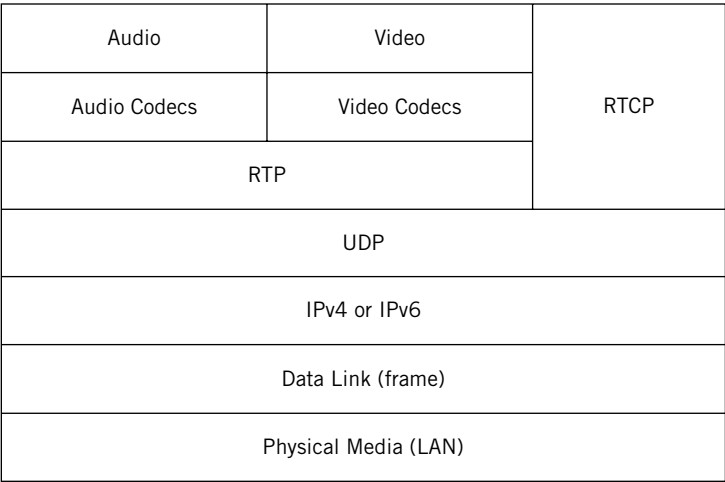 Audio
Video
Audio Codecs
Video Codecs
RTCP
RTP
UDP
IPv4 or IPv6
Data Link (frame)
Physical Media (LAN)